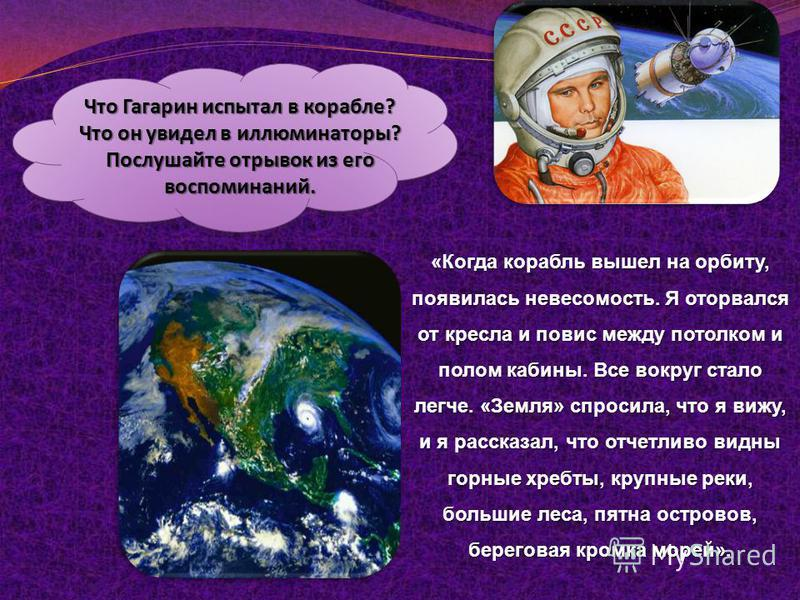 СССР
Что Гагарин испытал в корабле?
Что он увидел в иллюминаторы?
Послушайте отрывок из его
воспоминаний.
«Когда корабль вышел на орбиту,
появилась невесомость. Я оторвался
от кресла и повис между потолком и
полом кабины. Все вокруг стало
легче. «Земля» спросила, что я вижу,
и я рассказал, что отчетливо видны
горные хребты, крупные реки,
большие леса, пятна островов,
береговая кромка морей».
MyShared